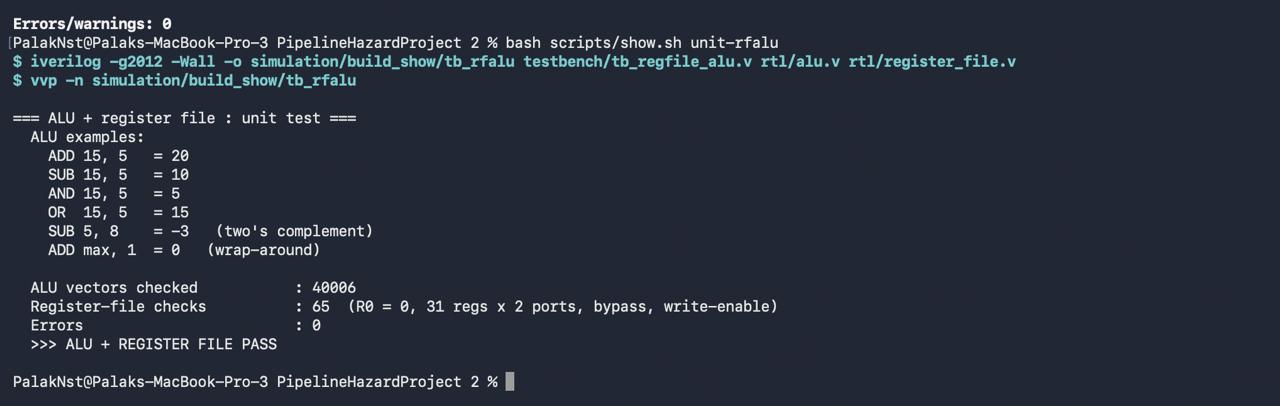 Errors/warnings: 0
[PalakNst@Palaks-MacBook-Pro-3 PipelineHazardProject 2 % bash scripts/show.sh unit-rfalu
$ iverilog -g2012 -Wall -o simulation/build_show/tb_rfalu testbench/tb_regfile_alu.v rtl/alu.v rtl/register_file.v
$ vvp -n simulation/build_show/tb_rfalu
=== ALU + register file : unit test ===
ALU examples:
ADD 15, 5   = 20
SUB 15, 5   = 10
AND 15, 5   = 5
OR  15, 5   = 15
SUB 5, 8    = -3   (two's complement)
ADD max, 1  = 0   (wrap-around)
ALU vectors checked           : 40006
Register-file checks          : 65  (R0 = 0, 31 regs x 2 ports, bypass, write-enable)
Errors                        : 0
>>> ALU + REGISTER FILE PASS
PalakNst@Palaks-MacBook-Pro-3 PipelineHazardProject 2 %